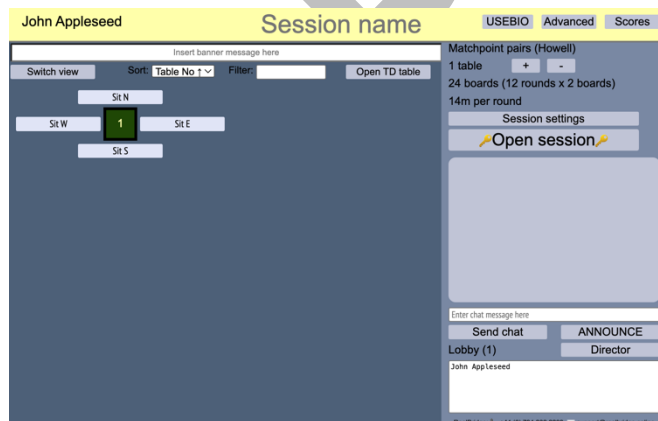 John Appleseed
Session name
USEBIO Advanced Scores
Insert banner message here
Switch view Sort: Table No ↑ Filter: Open TD table
Sit N
Sit W 1 Sit E
Sit S
Matchpoint pairs (Howell)
1 table + -
24 boards (12 rounds x 2 boards)
14m per round
Session settings
🔑Open session🔑
Enter chat message here
Send chat ANNOUNCE
Lobby (1) Director
John Appleseed